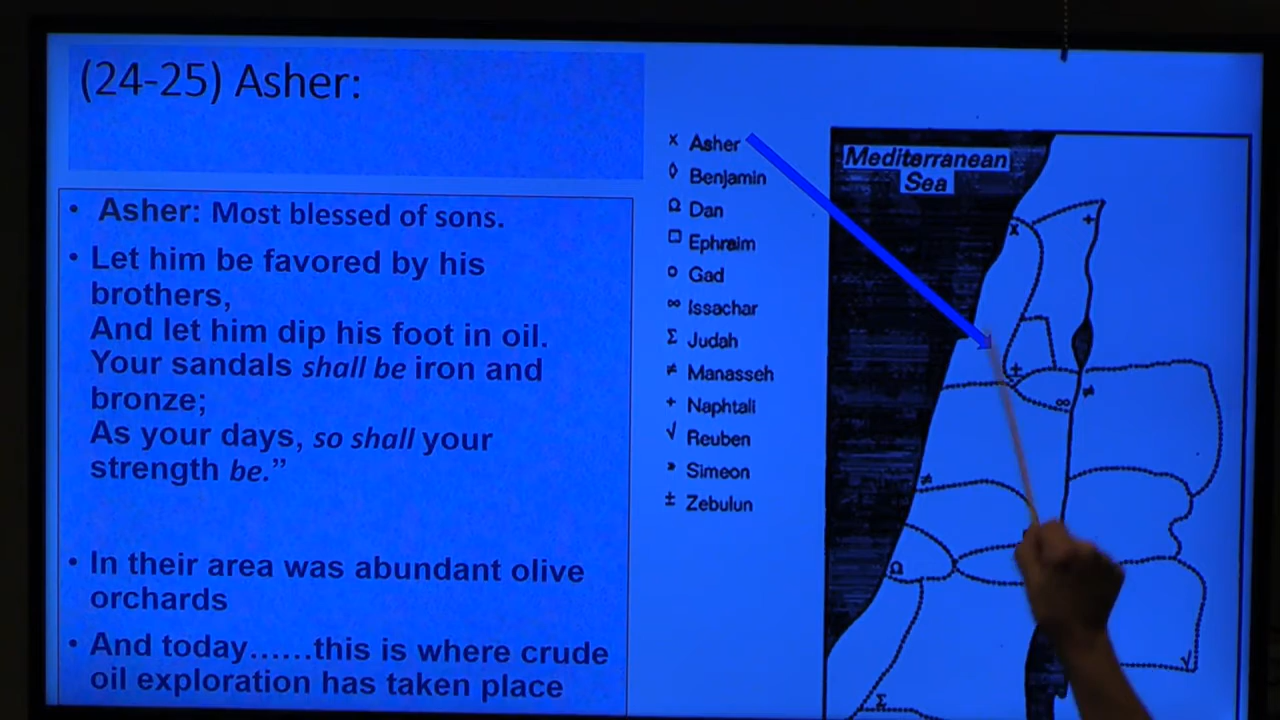 (24-25) Asher:
• Asher: Most blessed of sons.
• Let him be favored by his
brothers,
And let him dip his foot in oil.
Your sandals shall be iron and
bronze;
As your days, so shall your
strength be.”
• In their area was abundant olive
orchards
• And today......this is where crude
oil exploration has taken place
x Asher
◊ Benjamin
Ω Dan
□ Ephraim
o Gad
∞ Issachar
Σ Judah
≠ Manasseh
+ Naphtali
√ Reuben
" Simeon
± Zebulun
Mediterranean
Sea
x
+
±
∞
≠
≠
Ω
√
Σ